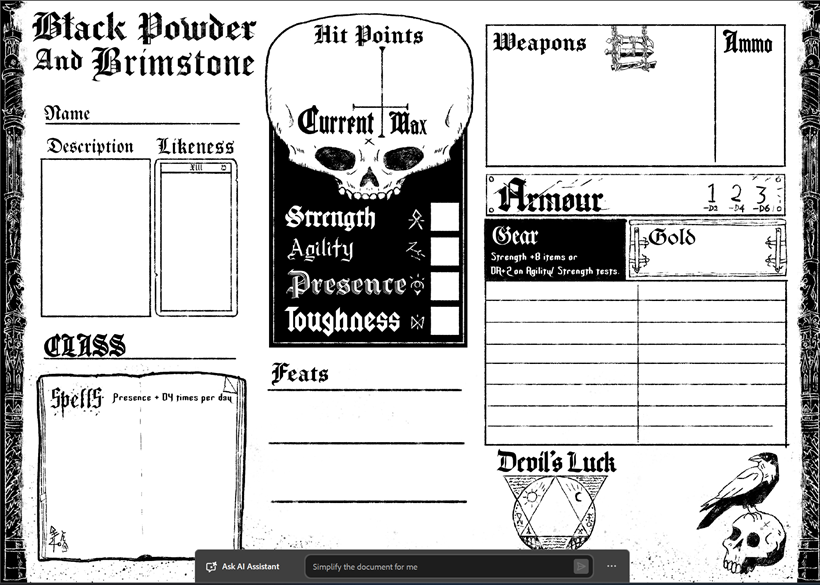 Black Powder
And Brimstone
Name
Description
Likeness
XIII
CLASS
Spells
Presence + D4 times per day
Hit Points
Current
Max
Strength
Agility
Presence
Toughness
Feats
Weapons
Ammo
Armour
1 2 3
-D2 -D4 -D6
Gear
Strength +8 items or
DR+2 on Agility/ Strength tests.
Gold
Devil's Luck
Ask AI Assistant
Simplify the document for me